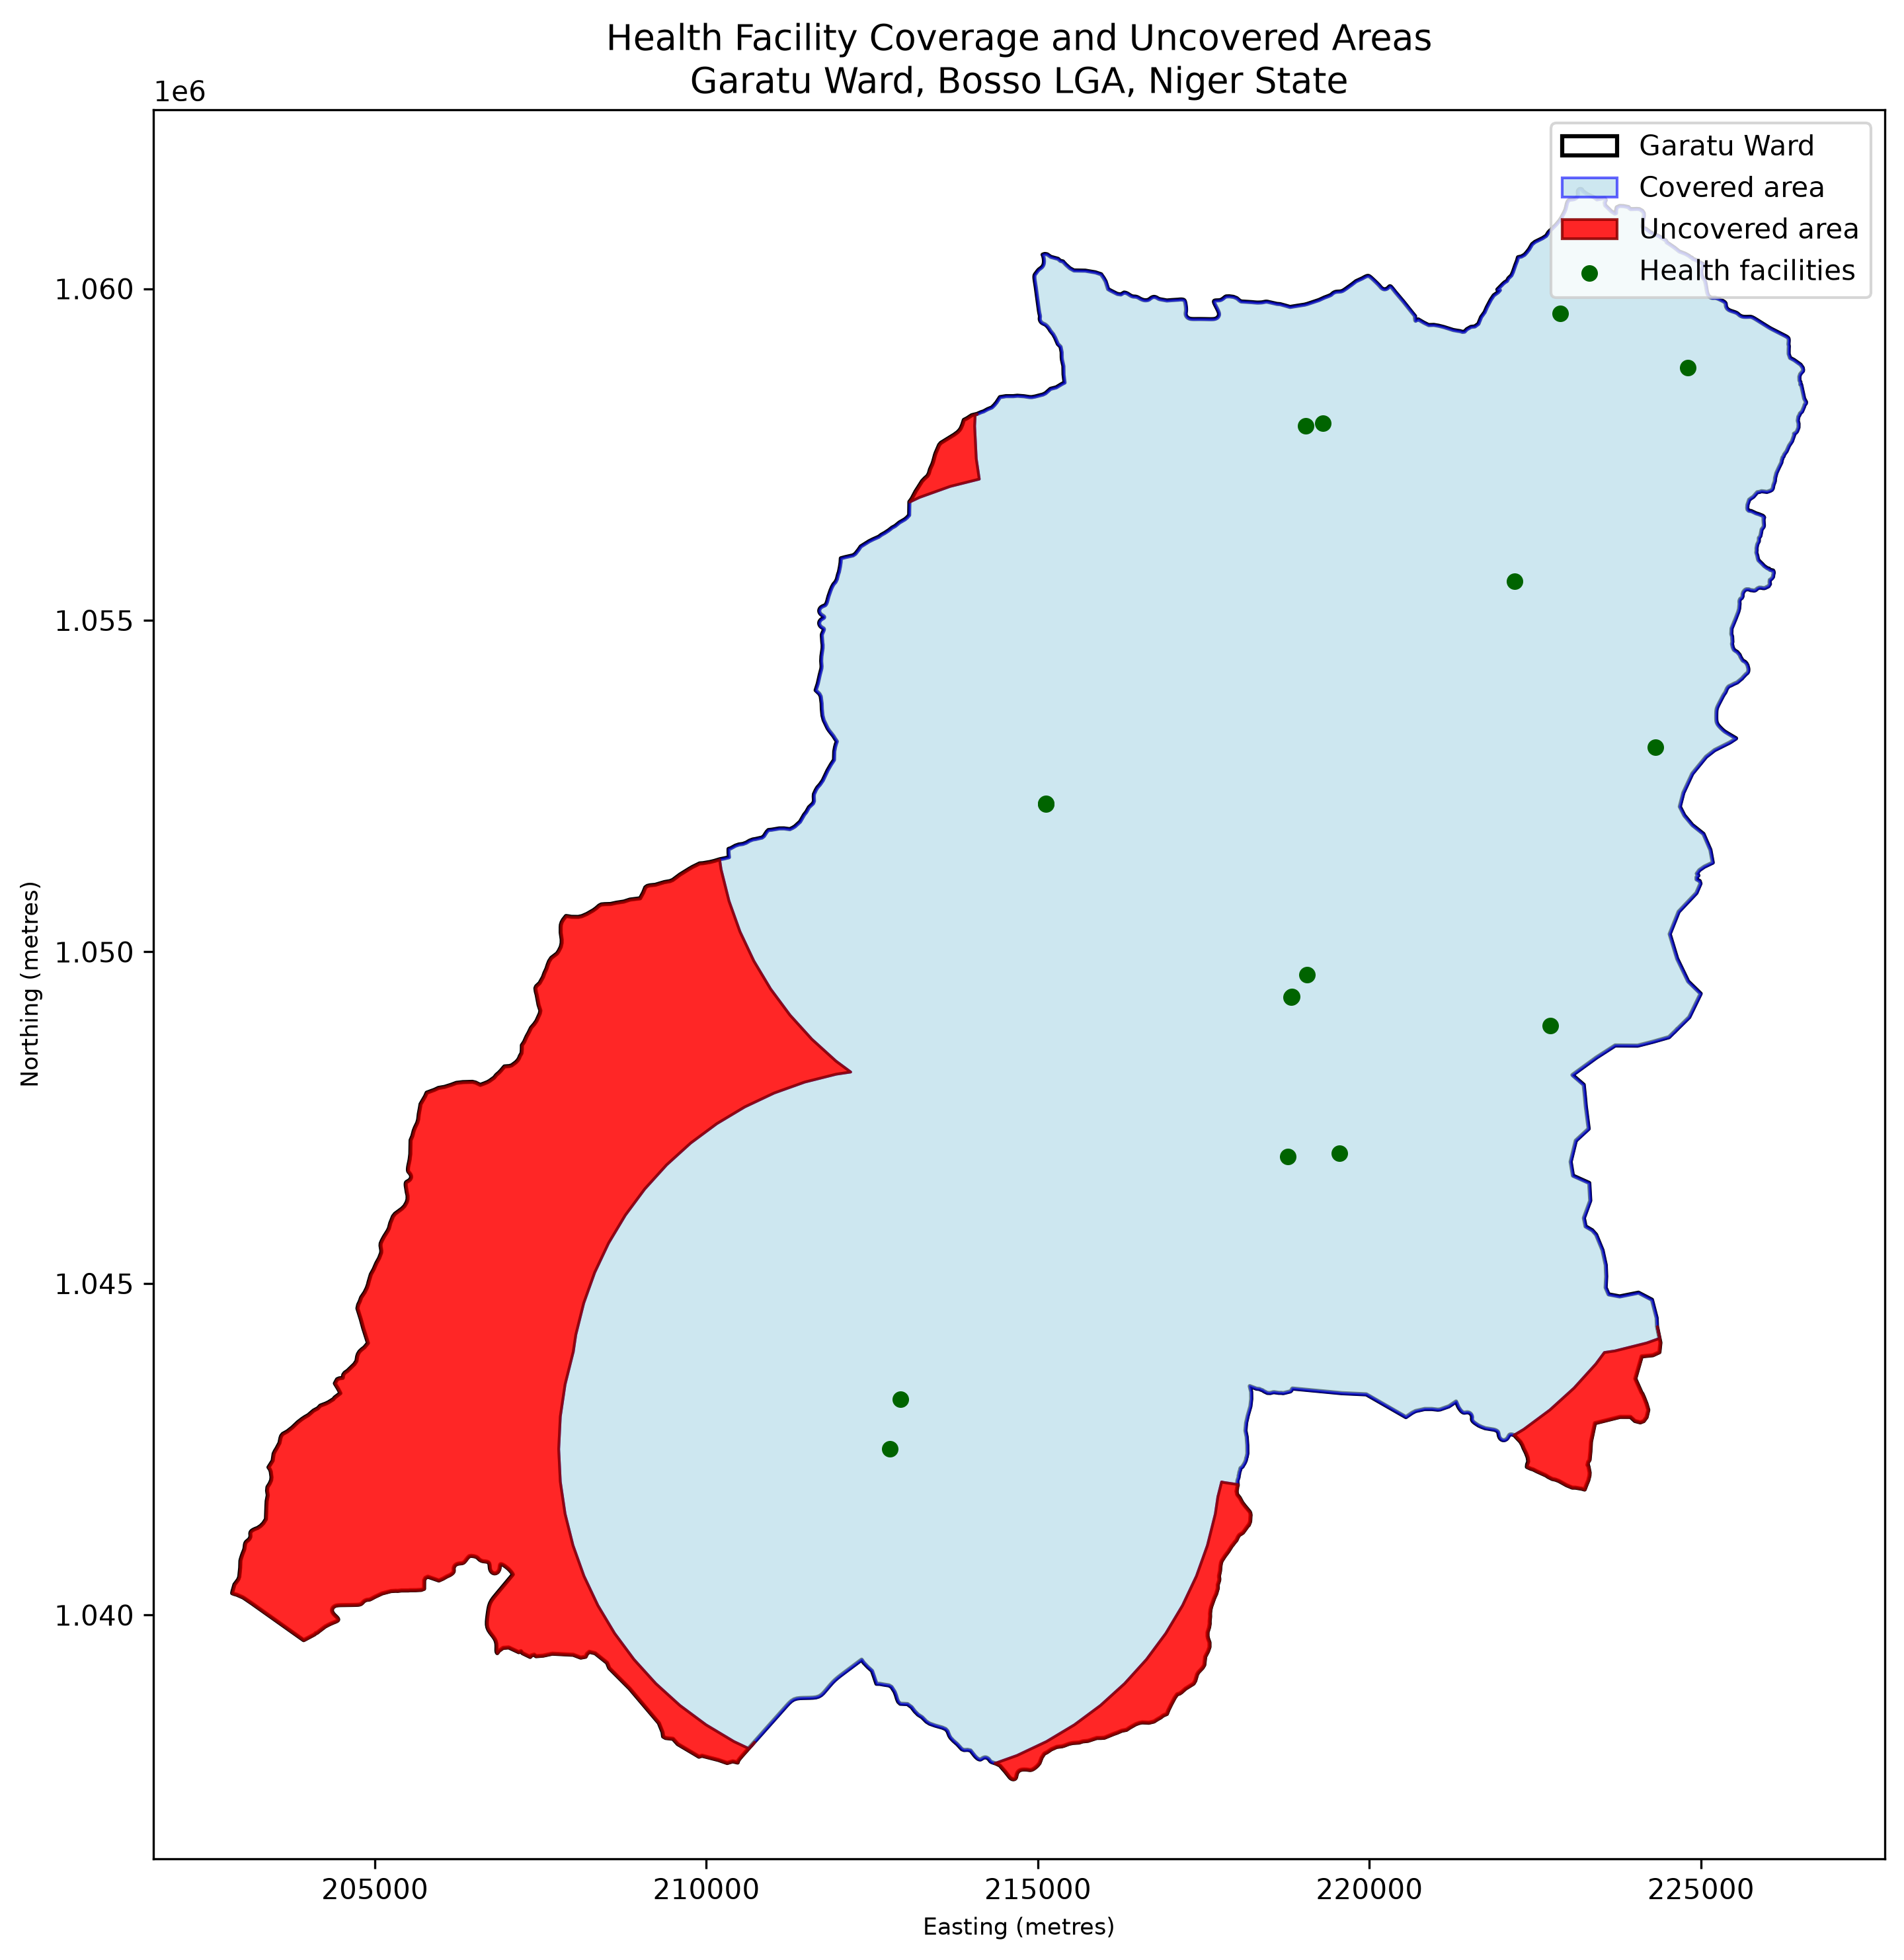 Health Facility Coverage and Uncovered Areas
Garatu Ward, Bosso LGA, Niger State
1e6
Garatu Ward
Covered area
Uncovered area
Health facilities
1.060
1.055
1.050
1.045
1.040
Northing (metres)
205000
210000
215000
220000
225000
Easting (metres)